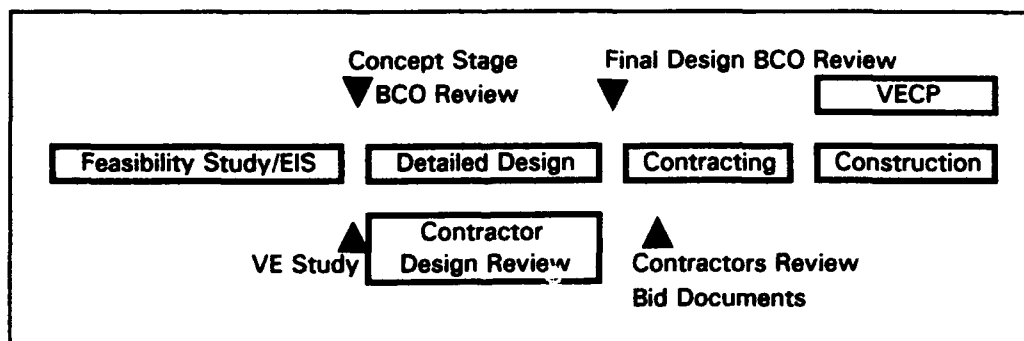 Concept Stage
BCO Review
Final Design BCO Review
VECP
Feasibility Study/EIS
Detailed Design
Contracting
Construction
VE Study
Contractor
Design Review
Contractors Review
Bid Documents